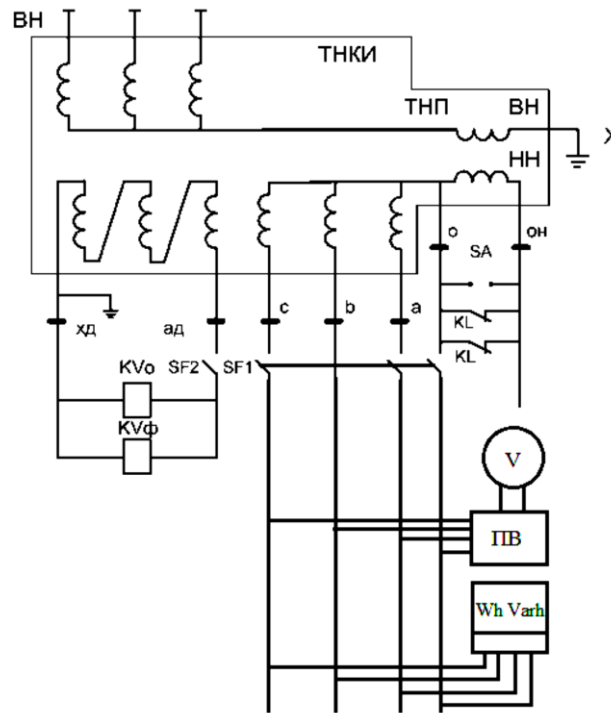 ВН
ТНКИ
ТНП ВН
Х
НН
о он
SA
KL
KL
хд ад с b а
KVо SF2 SF1
KVф
V
ПВ
Wh Varh